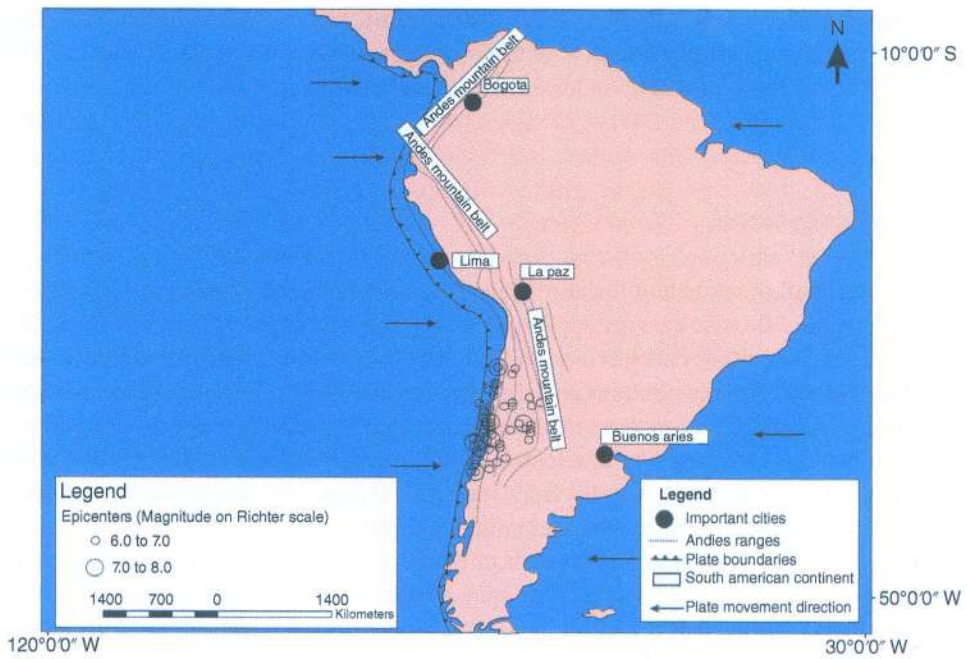 N
10°0'0" S
Andes mountain belt
Bogota
Andes mountain belt
Lima
La paz
Andes mountain belt
Buenos aries
Legend
Epicenters (Magnitude on Richter scale)
6.0 to 7.0
7.0 to 8.0
1400 700 0 1400
Kilometers
Legend
Important cities
Andies ranges
Plate boundaries
South american continent
Plate movement direction
50°0'0" W
120°0'0" W
30°0'0" W